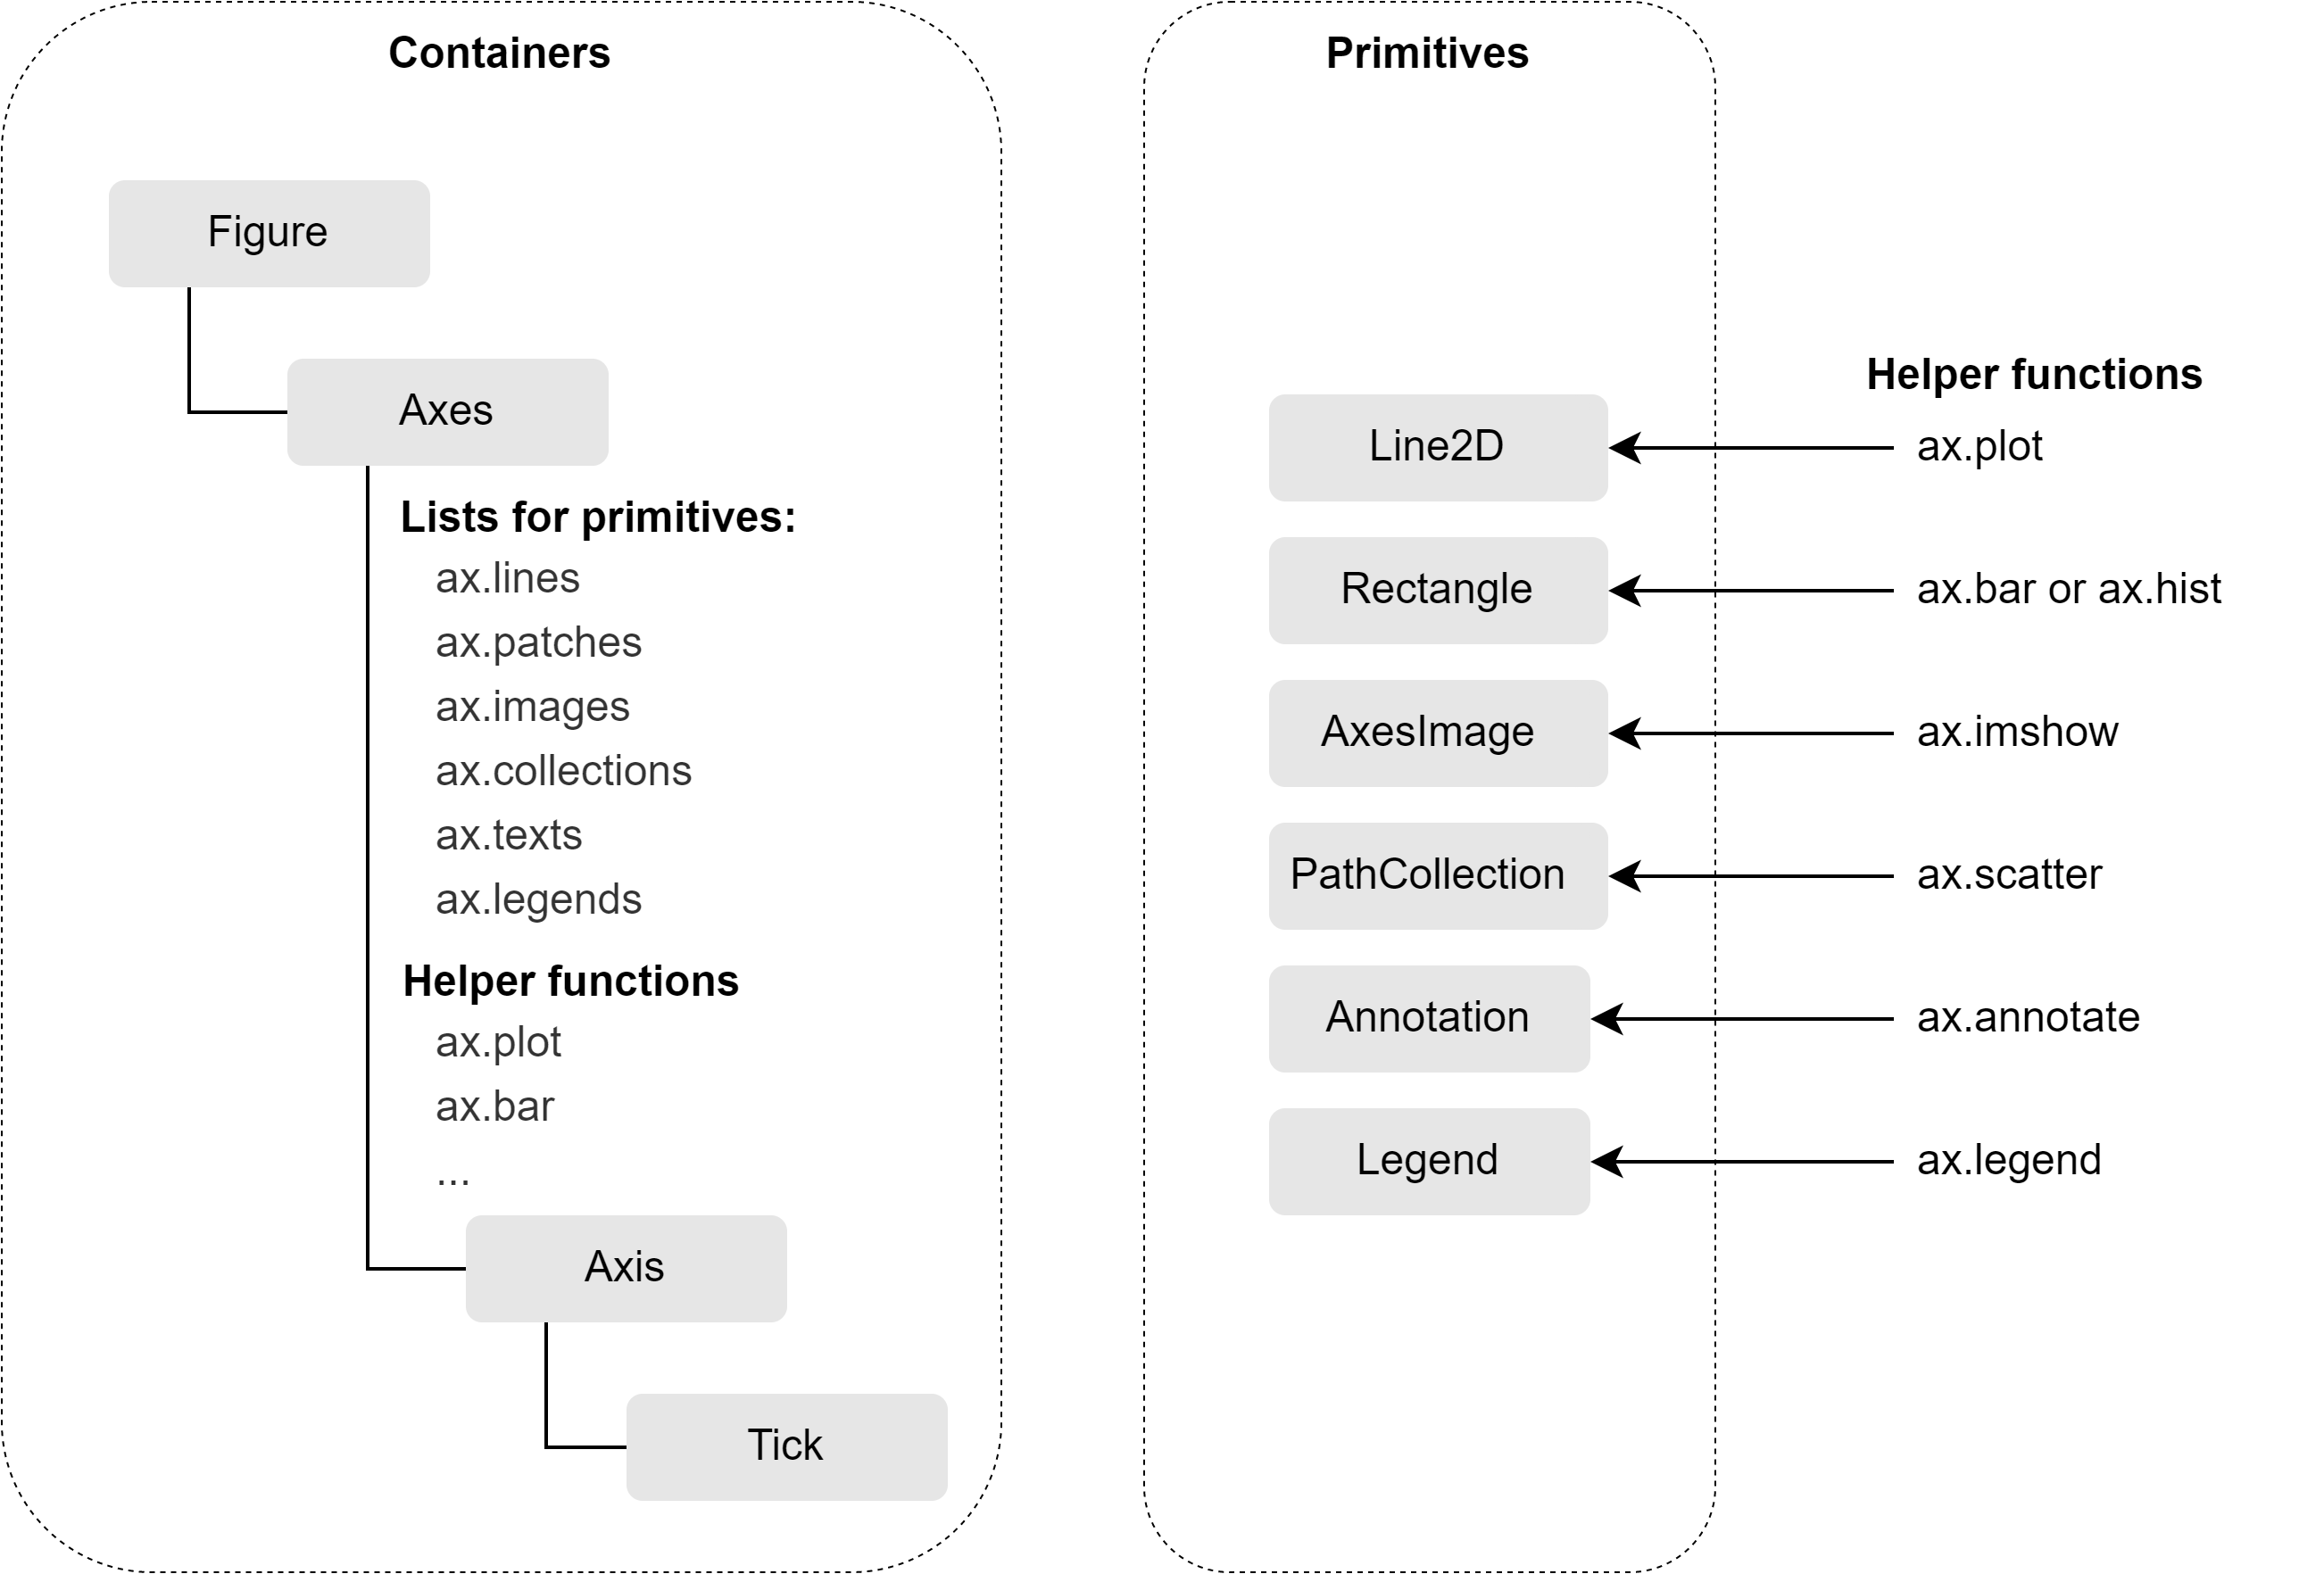 Containers
Figure
Axes
Lists for primitives:
ax.lines
ax.patches
ax.images
ax.collections
ax.texts
ax.legends
Helper functions
ax.plot
ax.bar
...
Axis
Tick
Primitives
Helper functions
Line2D
ax.plot
Rectangle
ax.bar or ax.hist
AxesImage
ax.imshow
PathCollection
ax.scatter
Annotation
ax.annotate
Legend
ax.legend